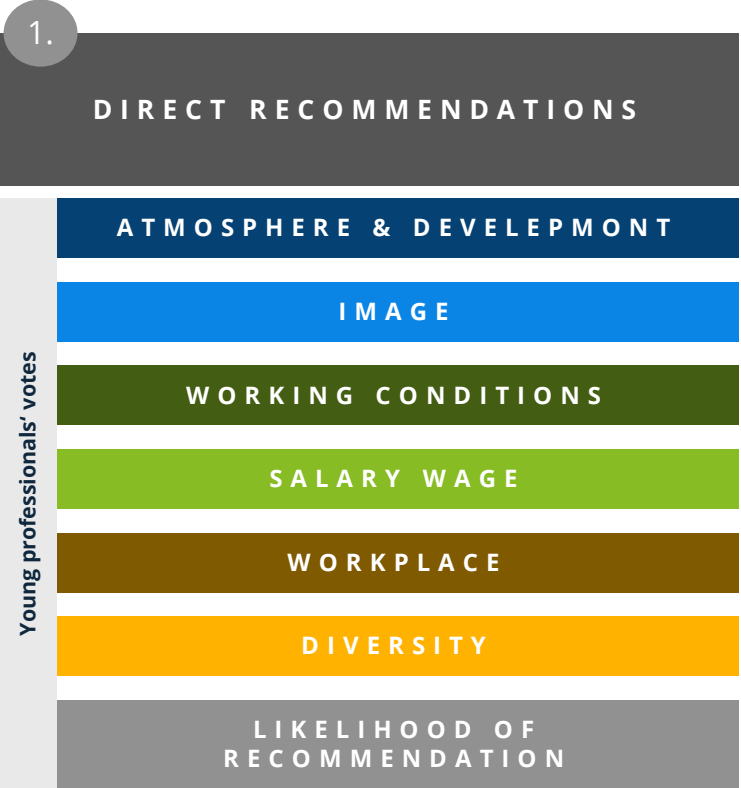 1.
DIRECT RECOMMENDATIONS
ATMOSPHERE & DEVELEPMONT
IMAGE
WORKING CONDITIONS
SALARY WAGE
WORKPLACE
DIVERSITY
LIKELIHOOD OF
RECOMMENDATION
Young professionals‘ votes